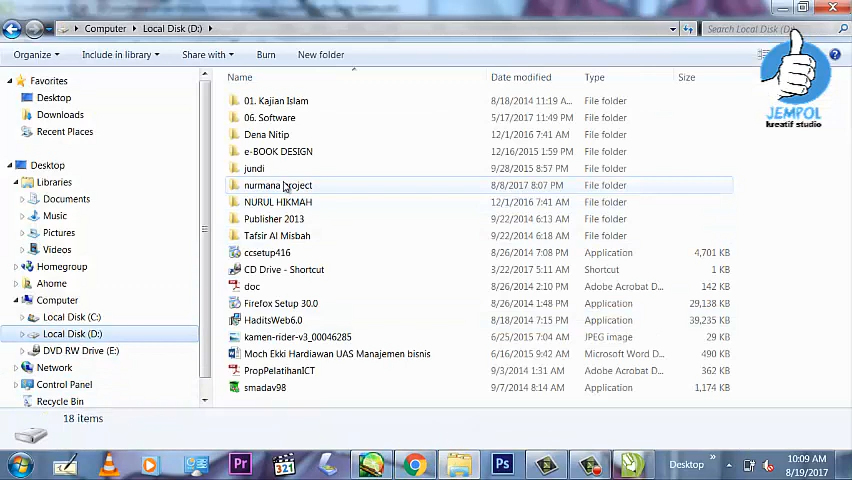 Computer Local Disk (D:) Search Local Disk (D:)
Organize Include in library Share with Burn New folder
Name Date modified Type Size
Favorites
Desktop
Downloads
Recent Places
Desktop
Libraries
Documents
Music
Pictures
Videos
Homegroup
Ahome
Computer
Local Disk (C:)
Local Disk (D:)
DVD RW Drive (E:)
Network
Control Panel
Recycle Bin
01. Kajian Islam 8/18/2014 11:19 A... File folder
06. Software 5/17/2017 11:49 PM File folder
Dena Nitip 12/1/2016 7:41 AM File folder
e-BOOK DESIGN 12/16/2015 1:59 PM File folder
jundi 9/28/2015 8:57 PM File folder
nurmana project 8/8/2017 8:07 PM File folder
NURUL HIKMAH 12/1/2016 7:41 AM File folder
Publisher 2013 9/22/2014 6:13 AM File folder
Tafsir Al Misbah 9/22/2014 6:18 AM File folder
ccsetup416 8/26/2014 7:08 PM Application 4,701 KB
CD Drive - Shortcut 3/22/2017 5:11 AM Shortcut 1 KB
doc 8/26/2014 2:10 PM Adobe Acrobat D... 142 KB
Firefox Setup 30.0 8/26/2014 1:48 PM Application 29,138 KB
HaditsWeb6.0 8/18/2014 7:15 PM Application 39,235 KB
kamen-rider-v3_00046285 6/25/2015 7:04 AM JPEG image 29 KB
Moch Ekki Hardiawan UAS Manajemen bisnis 6/16/2015 9:42 AM Microsoft Word D... 490 KB
PropPelatihanICT 9/3/2014 1:31 AM Adobe Acrobat D... 362 KB
smadav98 9/7/2014 8:14 AM Application 1,174 KB
JEMPOL
kreatif studio
18 items
Pr 321 Ps Desktop 10:09 AM
8/19/2017